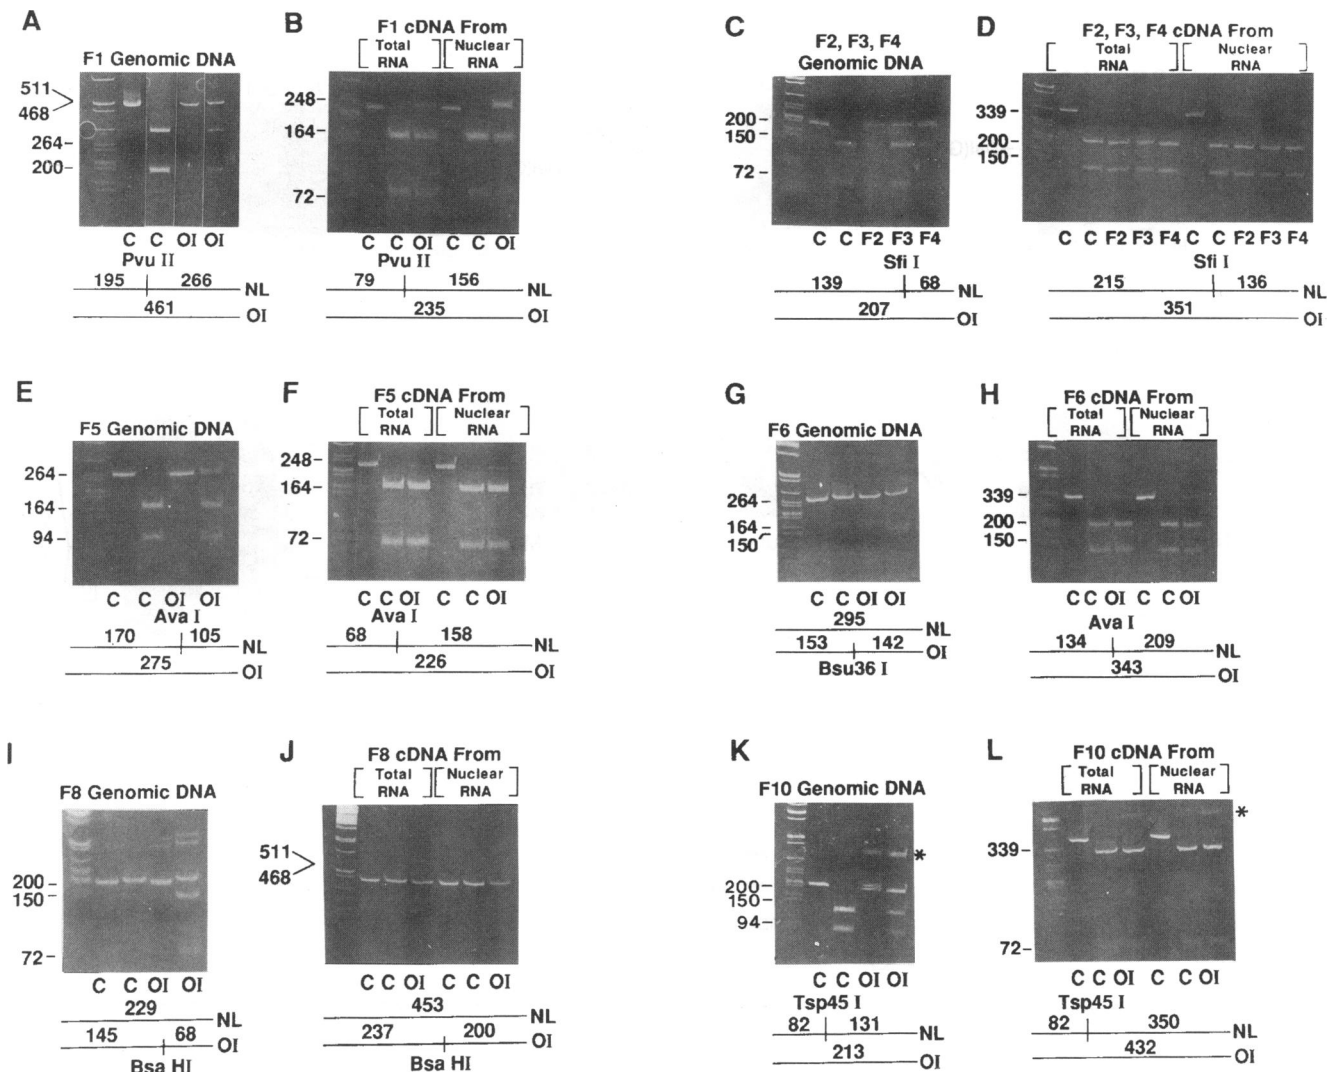 A
F1 Genomic DNA
511
468
264
200
C C OI OI
Pvu II
195 266 NL
461 OI
B
F1 cDNA From
Total RNA Nuclear RNA
248
164
72
C C OI C C OI
Pvu II
79 156 NL
235 OI
C
F2, F3, F4
Genomic DNA
200
150
72
C C F2 F3 F4
Sfi I
139 68 NL
207 OI
D
F2, F3, F4 cDNA From
Total RNA Nuclear RNA
339
200
150
C C F2 F3 F4 C C F2 F3 F4
Sfi I
215 136 NL
351 OI
E
F5 Genomic DNA
264
164
94
C C OI OI
Ava I
170 105 NL
275 OI
F
F5 cDNA From
Total RNA Nuclear RNA
248
164
72
C C OI C C OI
Ava I
68 158 NL
226 OI
G
F6 Genomic DNA
264
164
150
C C OI OI
295 NL
153 142 OI
Bsu36 I
H
F6 cDNA From
Total RNA Nuclear RNA
339
200
150
C C OI C C OI
Ava I
134 209 NL
343 OI
I
F8 Genomic DNA
200
150
72
C C OI OI
229 NL
145 68 OI
Bsa HI
J
F8 cDNA From
Total RNA Nuclear RNA
511
468
C C OI C C OI
453 NL
237 200 OI
Bsa HI
K
F10 Genomic DNA
*
200
150
94
C C OI OI
Tsp45 I
82 131 NL
213 OI
L
F10 cDNA From
Total RNA Nuclear RNA
*
339
72
C C OI C C OI
Tsp45 I
82 350 NL
432 OI